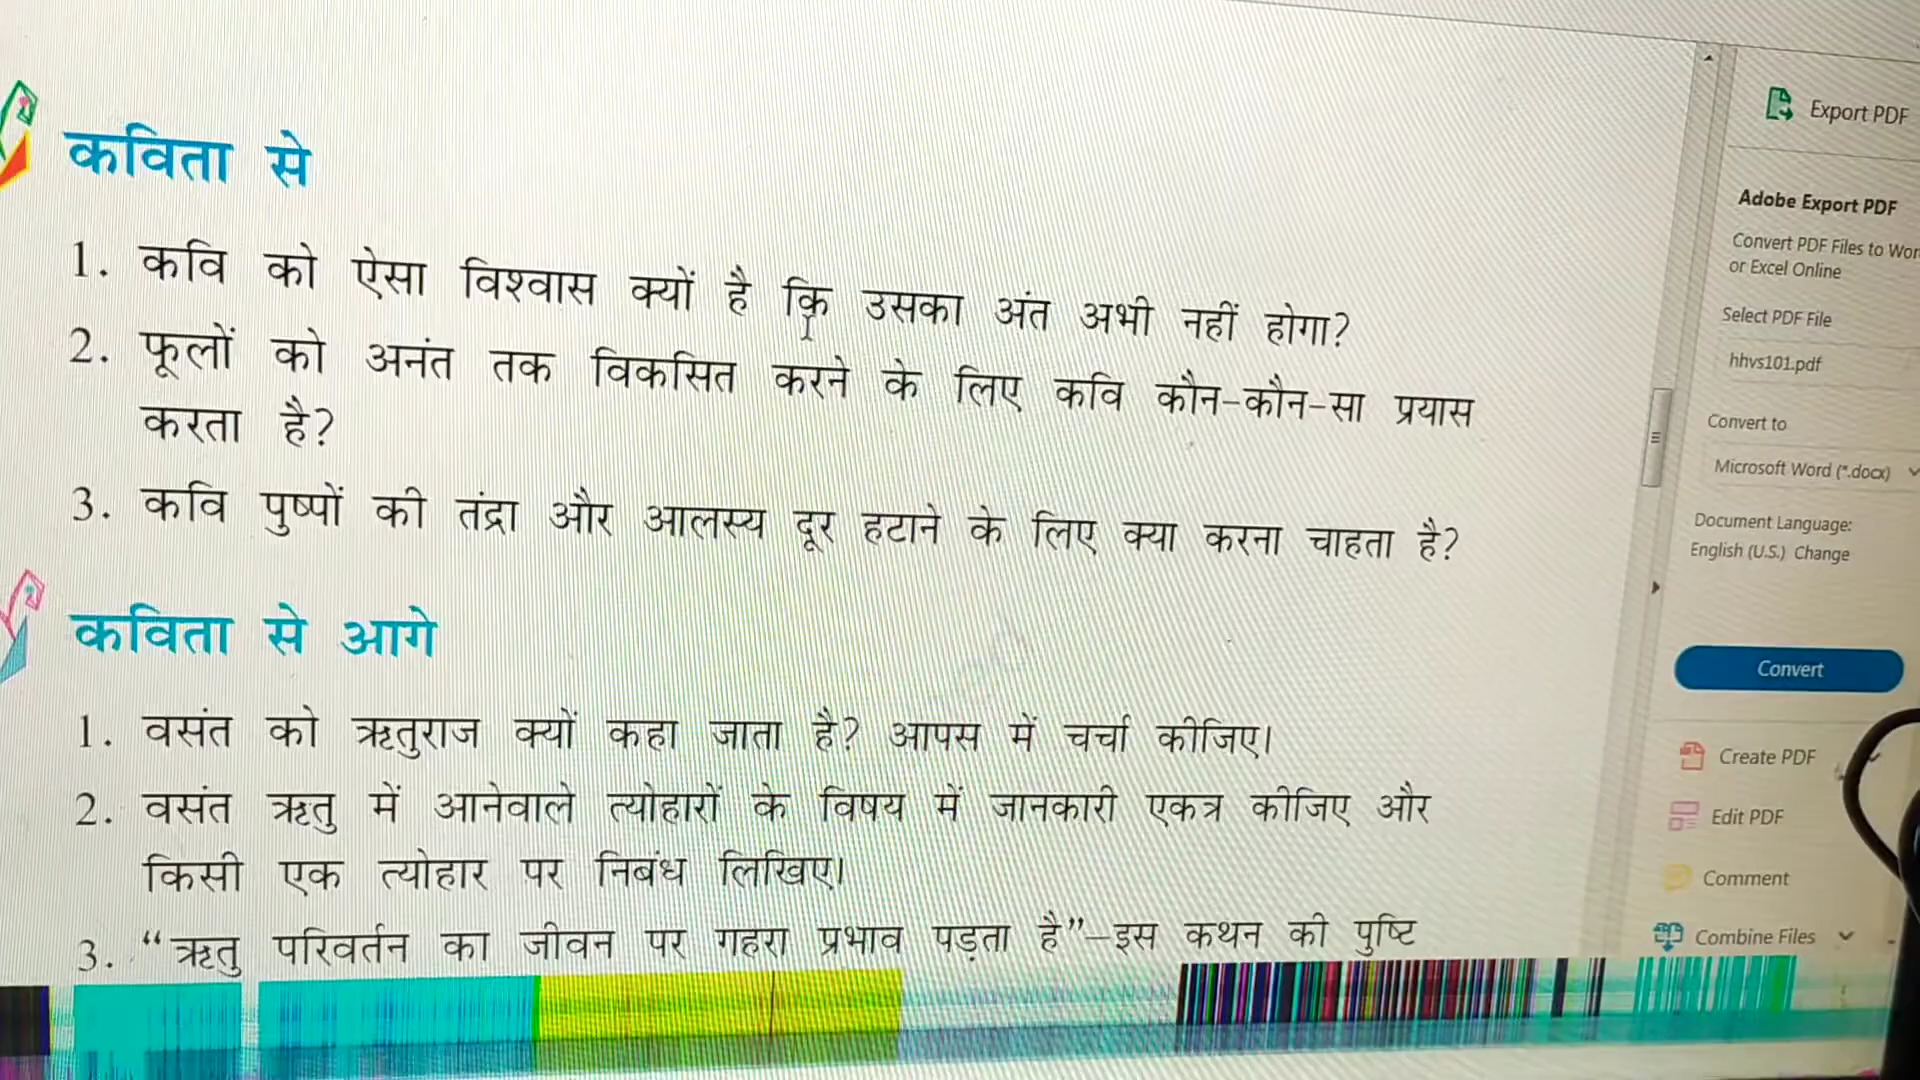 कविता से
1. कवि को ऐसा विश्वास क्यों है कि उसका अंत अभी नहीं होगा?
2. फूलों को अनंत तक विकसित करने के लिए कवि कौन-कौन-सा प्रयास
करता है?
3. कवि पुष्पों की तंद्रा और आलस्य दूर हटाने के लिए क्या करना चाहता है?
कविता से आगे
1. वसंत को ऋतुराज क्यों कहा जाता है? आपस में चर्चा कीजिए।
2. वसंत ऋतु में आनेवाले त्योहारों के विषय में जानकारी एकत्र कीजिए और
किसी एक त्योहार पर निबंध लिखिए।
3. “ऋतु परिवर्तन का जीवन पर गहरा प्रभाव पड़ता है”–इस कथन की पुष्टि
Export PDF
Adobe Export PDF
Convert PDF Files to Wor
or Excel Online
Select PDF File
hhvs101.pdf
Convert to
Microsoft Word (*.docx)
Document Language:
English (U.S.) Change
Convert
Create PDF
Edit PDF
Comment
Combine Files